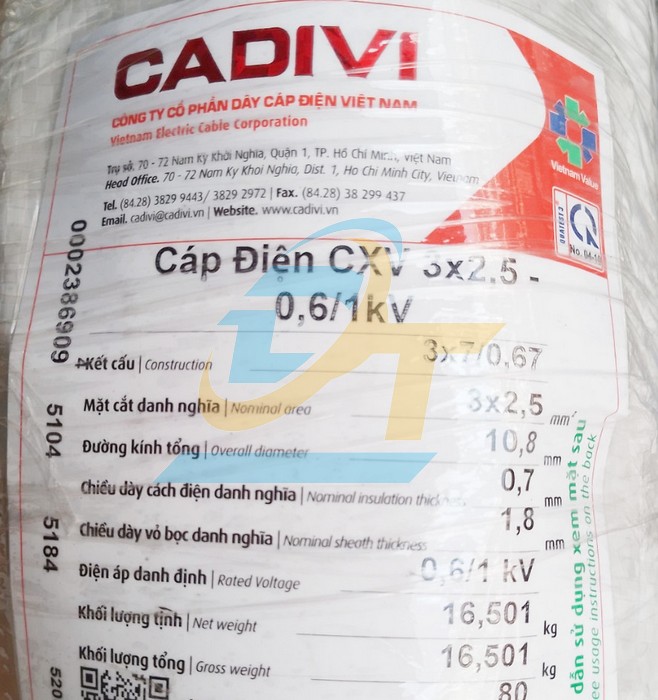 CADIVI
CÔNG TY CỔ PHẦN DÂY CÁP ĐIỆN VIỆT NAM
Vietnam Electric Cable Corporation
Trụ sở. 70 - 72 Nam Kỳ Khởi Nghĩa, Quận 1, TP. Hồ Chí Minh, Việt Nam
Head Office. 70 - 72 Nam Ky Khoi Nghia, Dist. 1, Ho Chi Minh City, Vietnam
Tel. (84.28) 3829 9443/ 3829 2972 | Fax. (84.28) 38 299 437
Email. cadivi@cadivi.vn | Website. www.cadivi.vn
Vietnam Value
QUATEST 3
Cáp Điện CXV 3x2,5 -
0,6/1kV
Kết cấu | Construction 3x7/0,67
Mặt cắt danh nghĩa | Nominal area 3x2,5 mm²
Đường kính tổng | Overall diameter 10,8 mm
Chiều dày cách điện danh nghĩa | Nominal insulation thickness 0,7 mm
Chiều dày vỏ bọc danh nghĩa | Nominal sheath thickness 1,8 mm
Điện áp danh định | Rated Voltage 0,6/1 kV
Khối lượng tịnh | Net weight 16,501 kg
Khối lượng tổng | Gross weight 16,501 kg
80
0002386909
5104
5184
520
dẫn sử dụng xem mặt sau
ee usage instructions on the back